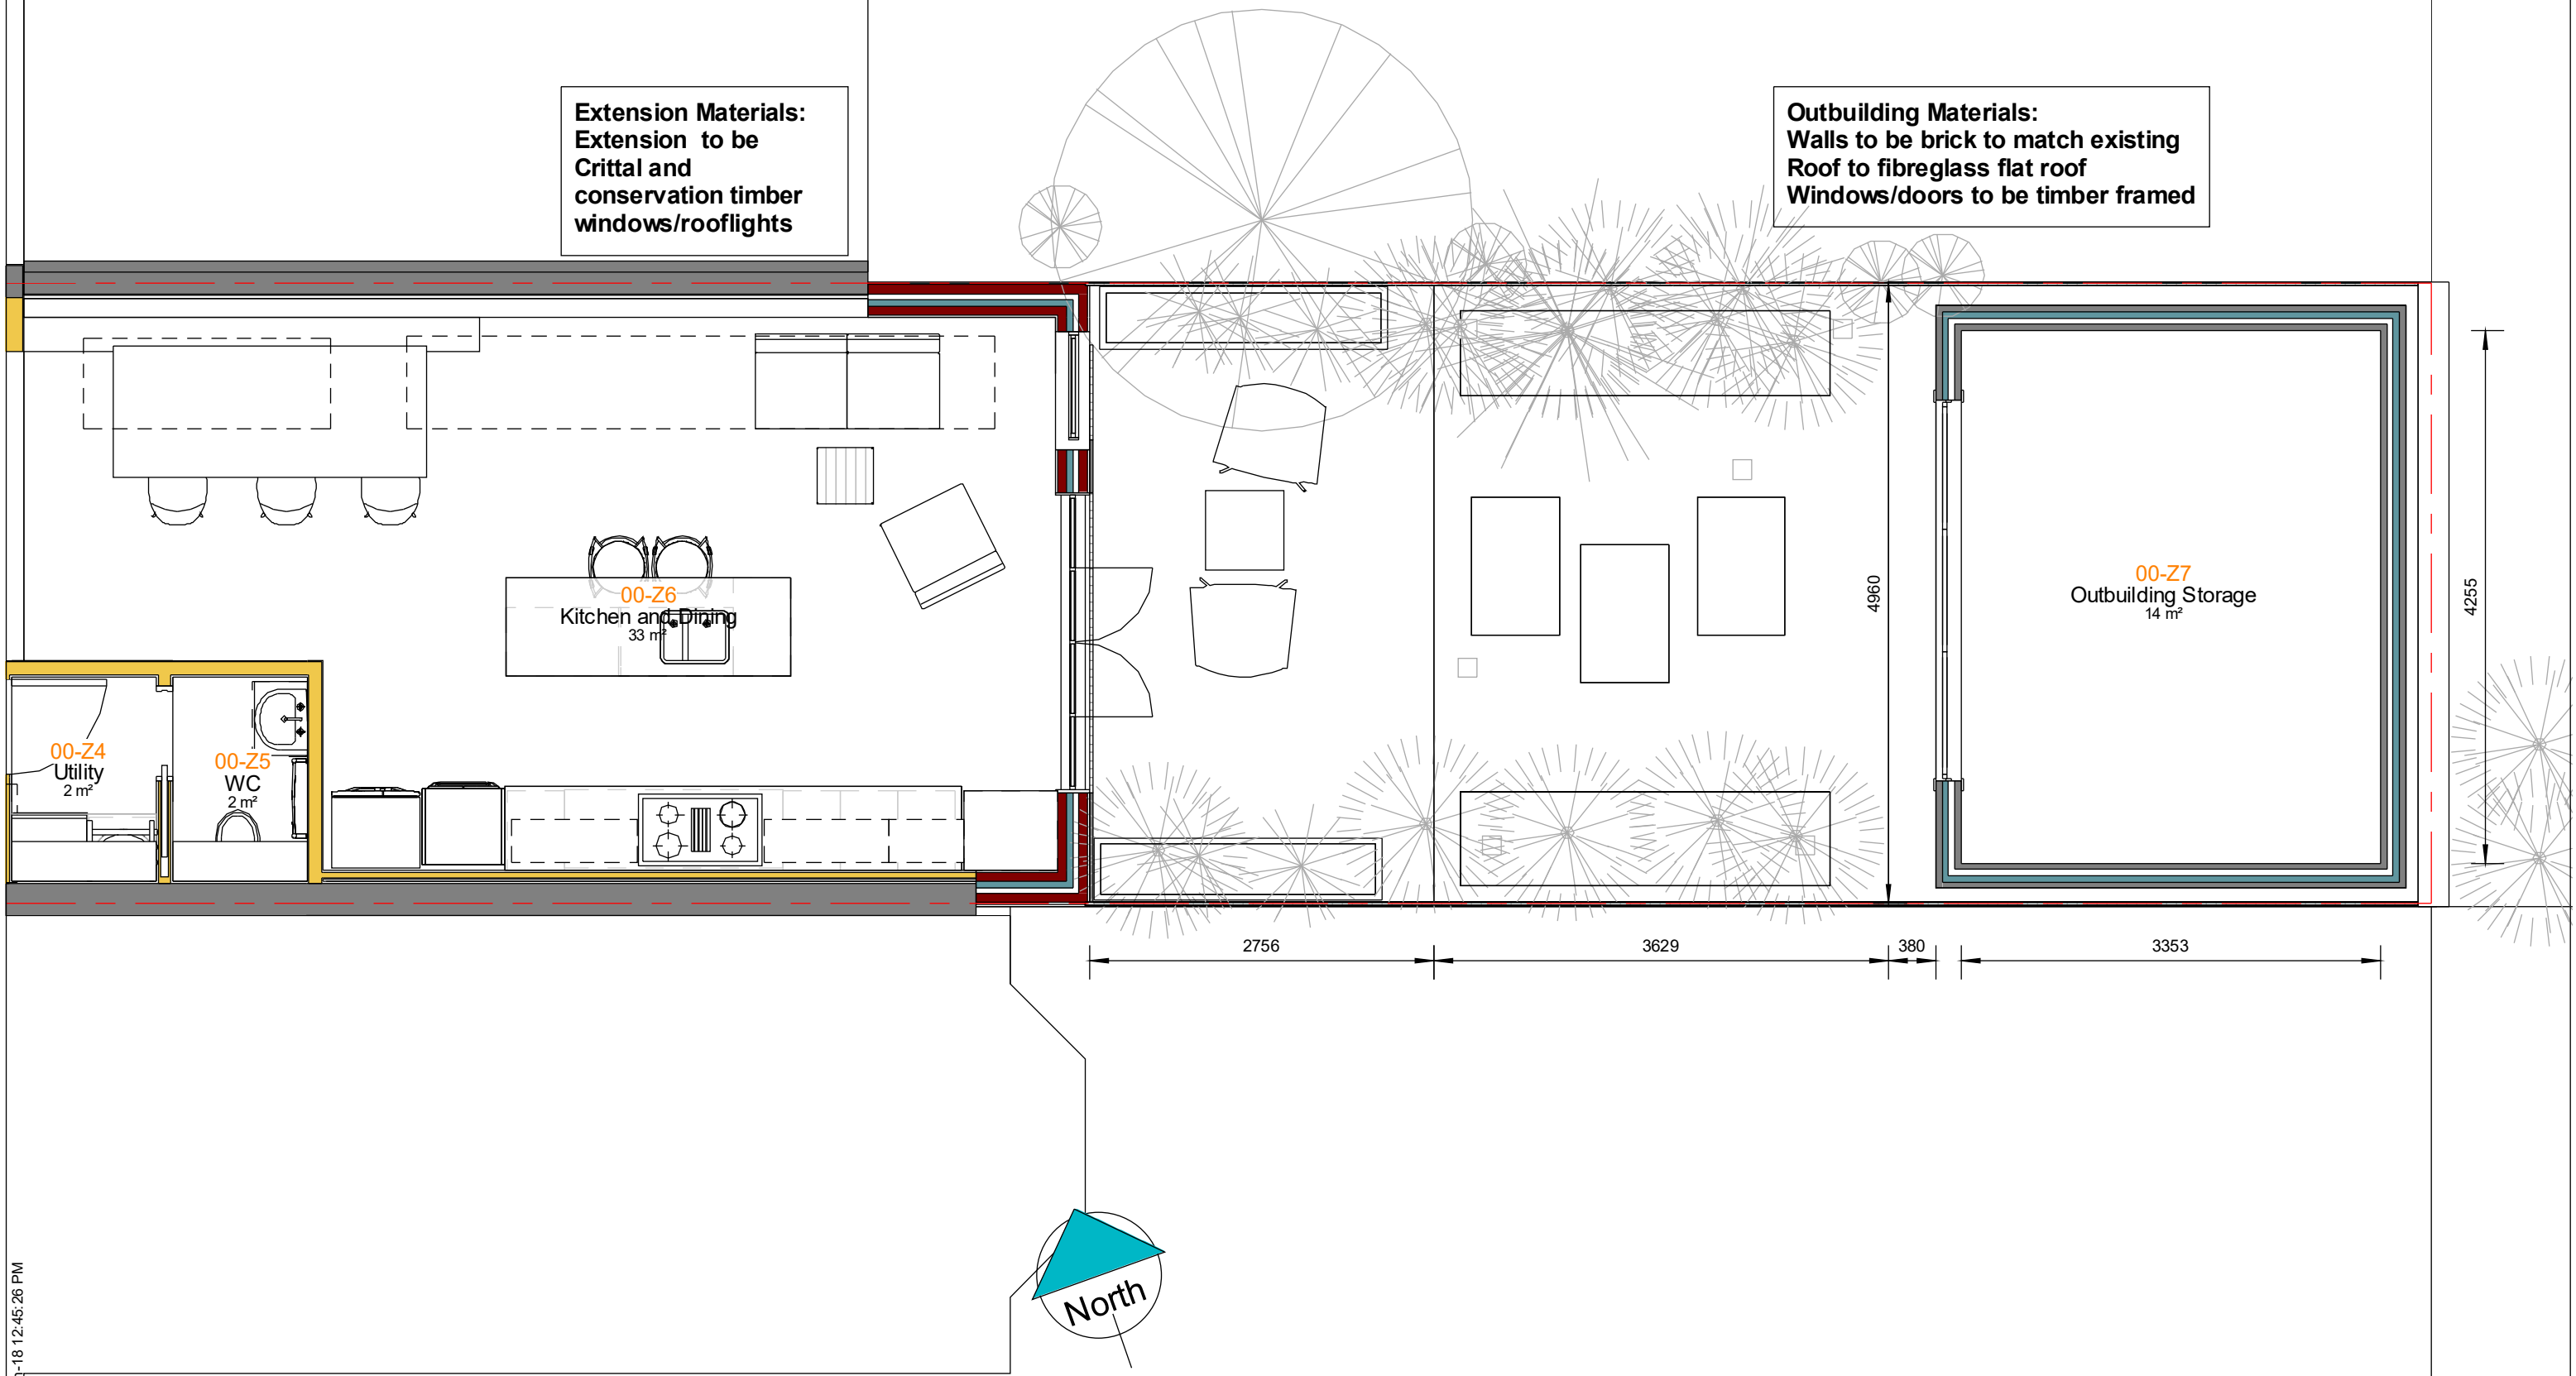 Extension Materials:
Extension to be
Crittal and
conservation timber
windows/rooflights
Outbuilding Materials:
Walls to be brick to match existing
Roof to fibreglass flat roof
Windows/doors to be timber framed
00-Z6
Kitchen and Dining
33 m²
00-Z7
Outbuilding Storage
14 m²
4960
4255
00-Z4
Utility
2 m²
00-Z5
WC
2 m²
2756
3629
380
3353
North
-18 12:45:26 PM